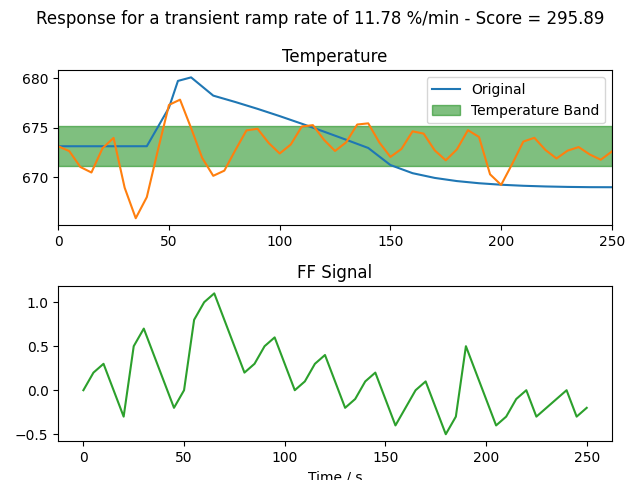 Response for a transient ramp rate of 11.78 %/min - Score = 295.89
Temperature
680
675
670
Original
Temperature Band
0 50 100 150 200 250
FF Signal
1.0
0.5
0.0
−0.5
0 50 100 150 200 250
Time / s